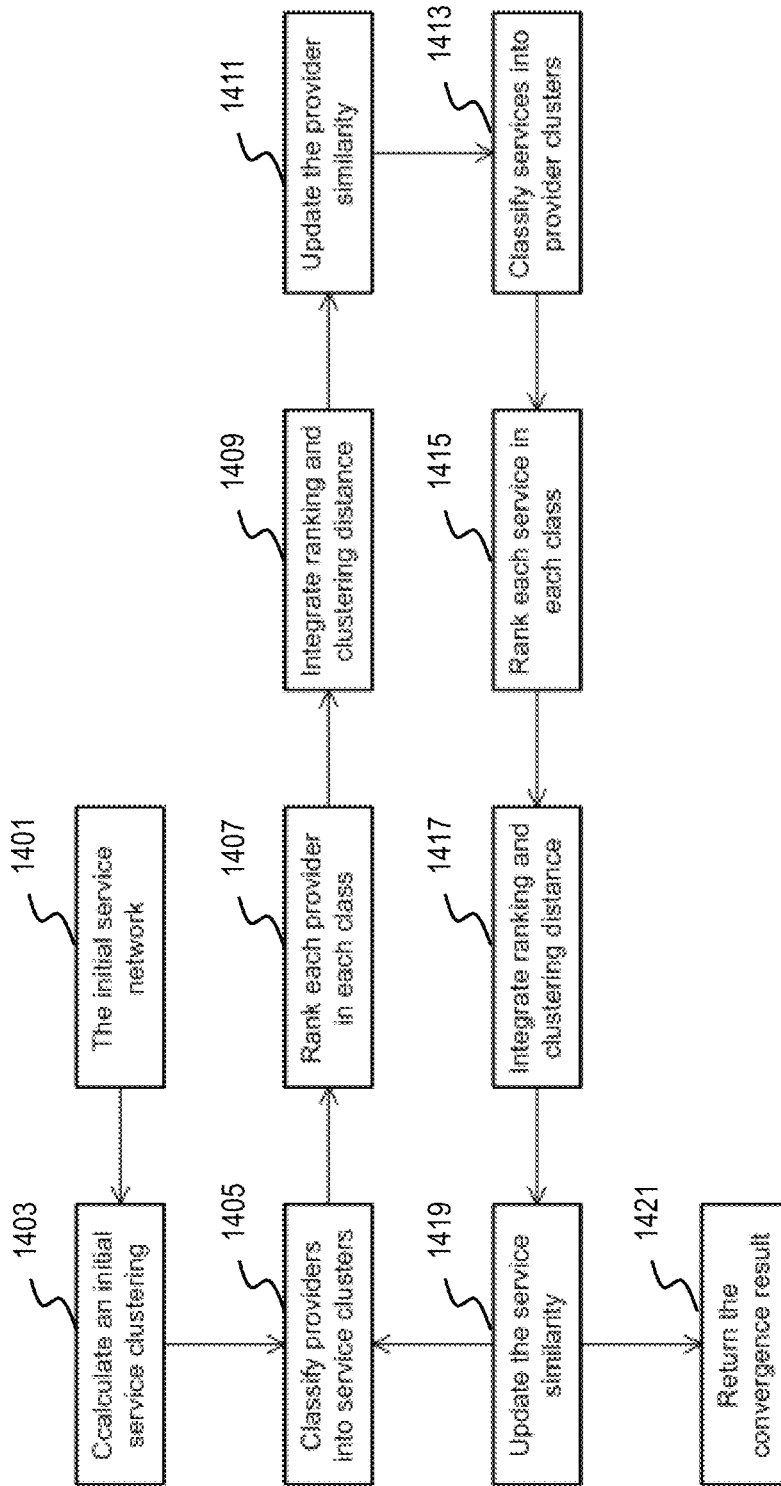 1401
The initial service
network
1403
Ccalculate an initial
service clustering
1405
Classify providers
into service clusters
1407
Rank each provider
in each class
1409
Integrate ranking and
clustering distance
1411
Update the provider
similarity
1413
Classify services into
provider clusters
1415
Rank each service in
each class
1417
Integrate ranking and
clustering distance
1419
Update the service
similarity
1421
Return the
convergence result